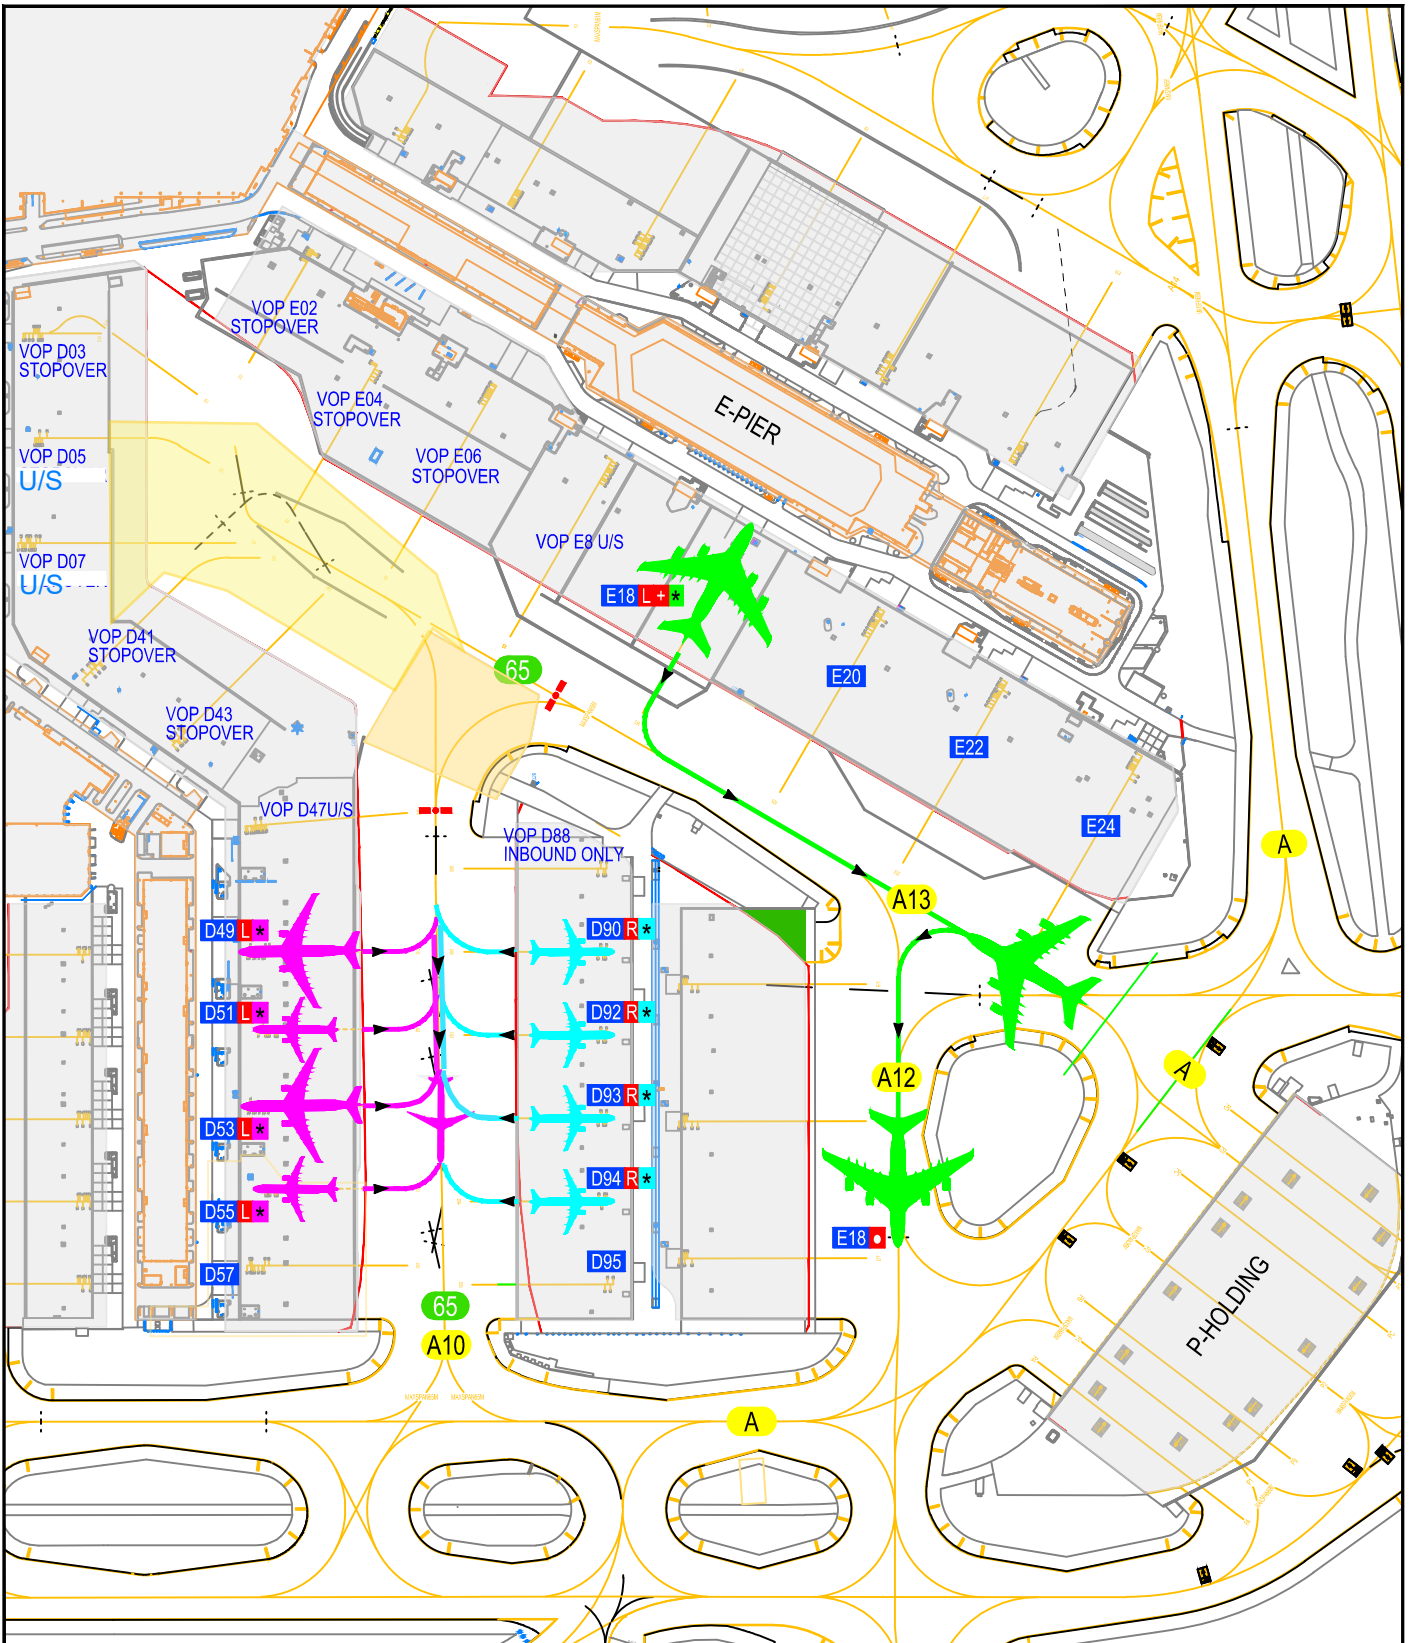 VOP E02
STOPOVER
VOP D03
STOPOVER
VOP E04
STOPOVER
E-PIER
VOP D05
U/S
VOP E06
STOPOVER
VOP E8 U/S
VOP D07
U/S
E18 L + *
VOP D41
STOPOVER
65
E20
VOP D43
STOPOVER
E22
VOP D47U/S
E24
VOP D88
INBOUND ONLY
A
A13
D49 L *
D90 R *
D51 L *
D92 R *
A
A12
D53 L *
D93 R *
D94 R *
D55 L *
E18
D57
D95
65
P-HOLDING
A10
MAXSPAN65M
MAXSPAN65M
A